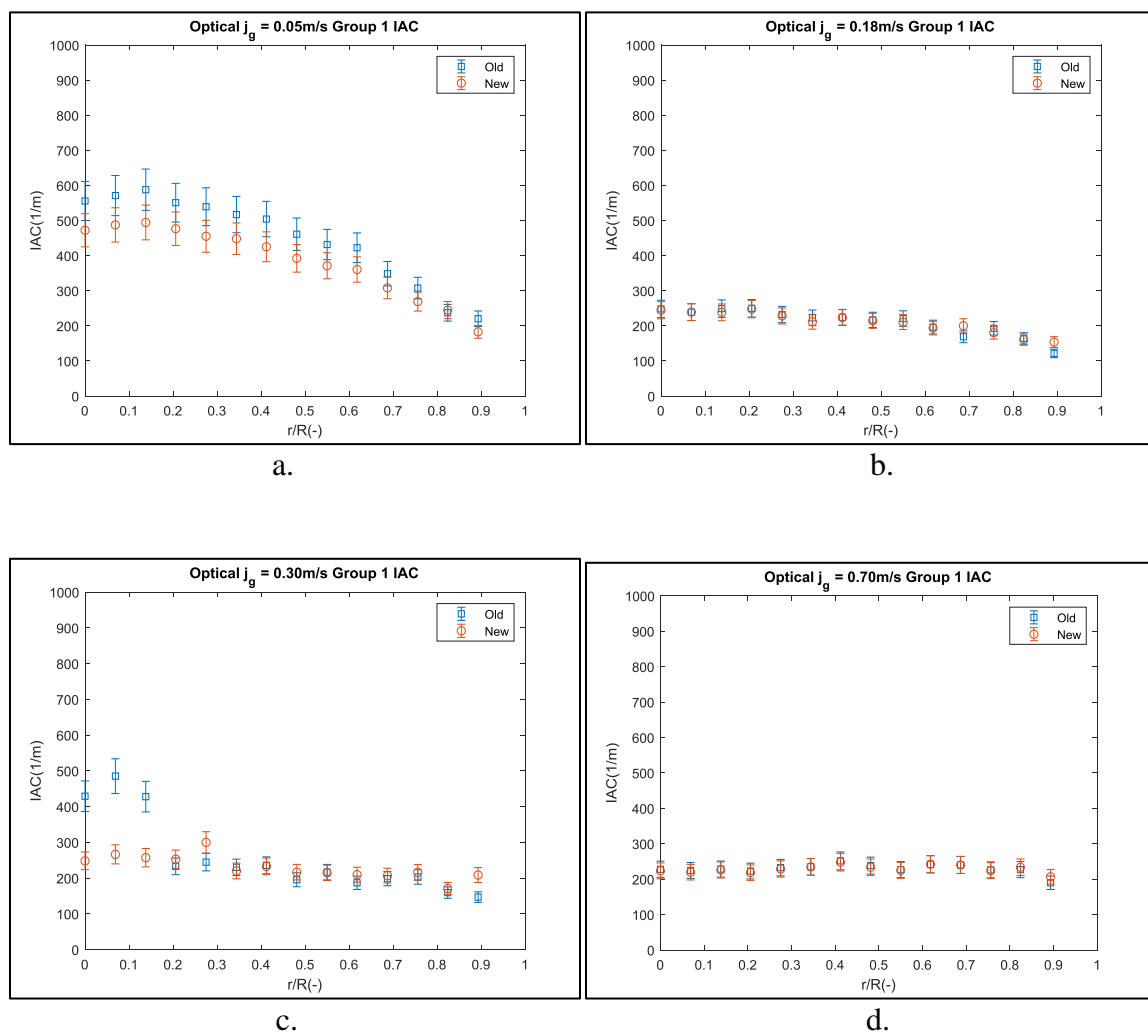 Optical j_g = 0.05m/s Group 1 IAC
1000
900
800
700
600
500
400
300
200
100
0
IAC(1/m)
Old
New
0 0.1 0.2 0.3 0.4 0.5 0.6 0.7 0.8 0.9 1
r/R(-)
a.
Optical j_g = 0.18m/s Group 1 IAC
1000
900
800
700
600
500
400
300
200
100
0
IAC(1/m)
Old
New
0 0.1 0.2 0.3 0.4 0.5 0.6 0.7 0.8 0.9 1
r/R(-)
b.
Optical j_g = 0.30m/s Group 1 IAC
1000
900
800
700
600
500
400
300
200
100
0
IAC(1/m)
Old
New
0 0.1 0.2 0.3 0.4 0.5 0.6 0.7 0.8 0.9 1
r/R(-)
c.
Optical j_g = 0.70m/s Group 1 IAC
1000
900
800
700
600
500
400
300
200
100
0
IAC(1/m)
Old
New
0 0.1 0.2 0.3 0.4 0.5 0.6 0.7 0.8 0.9 1
r/R(-)
d.